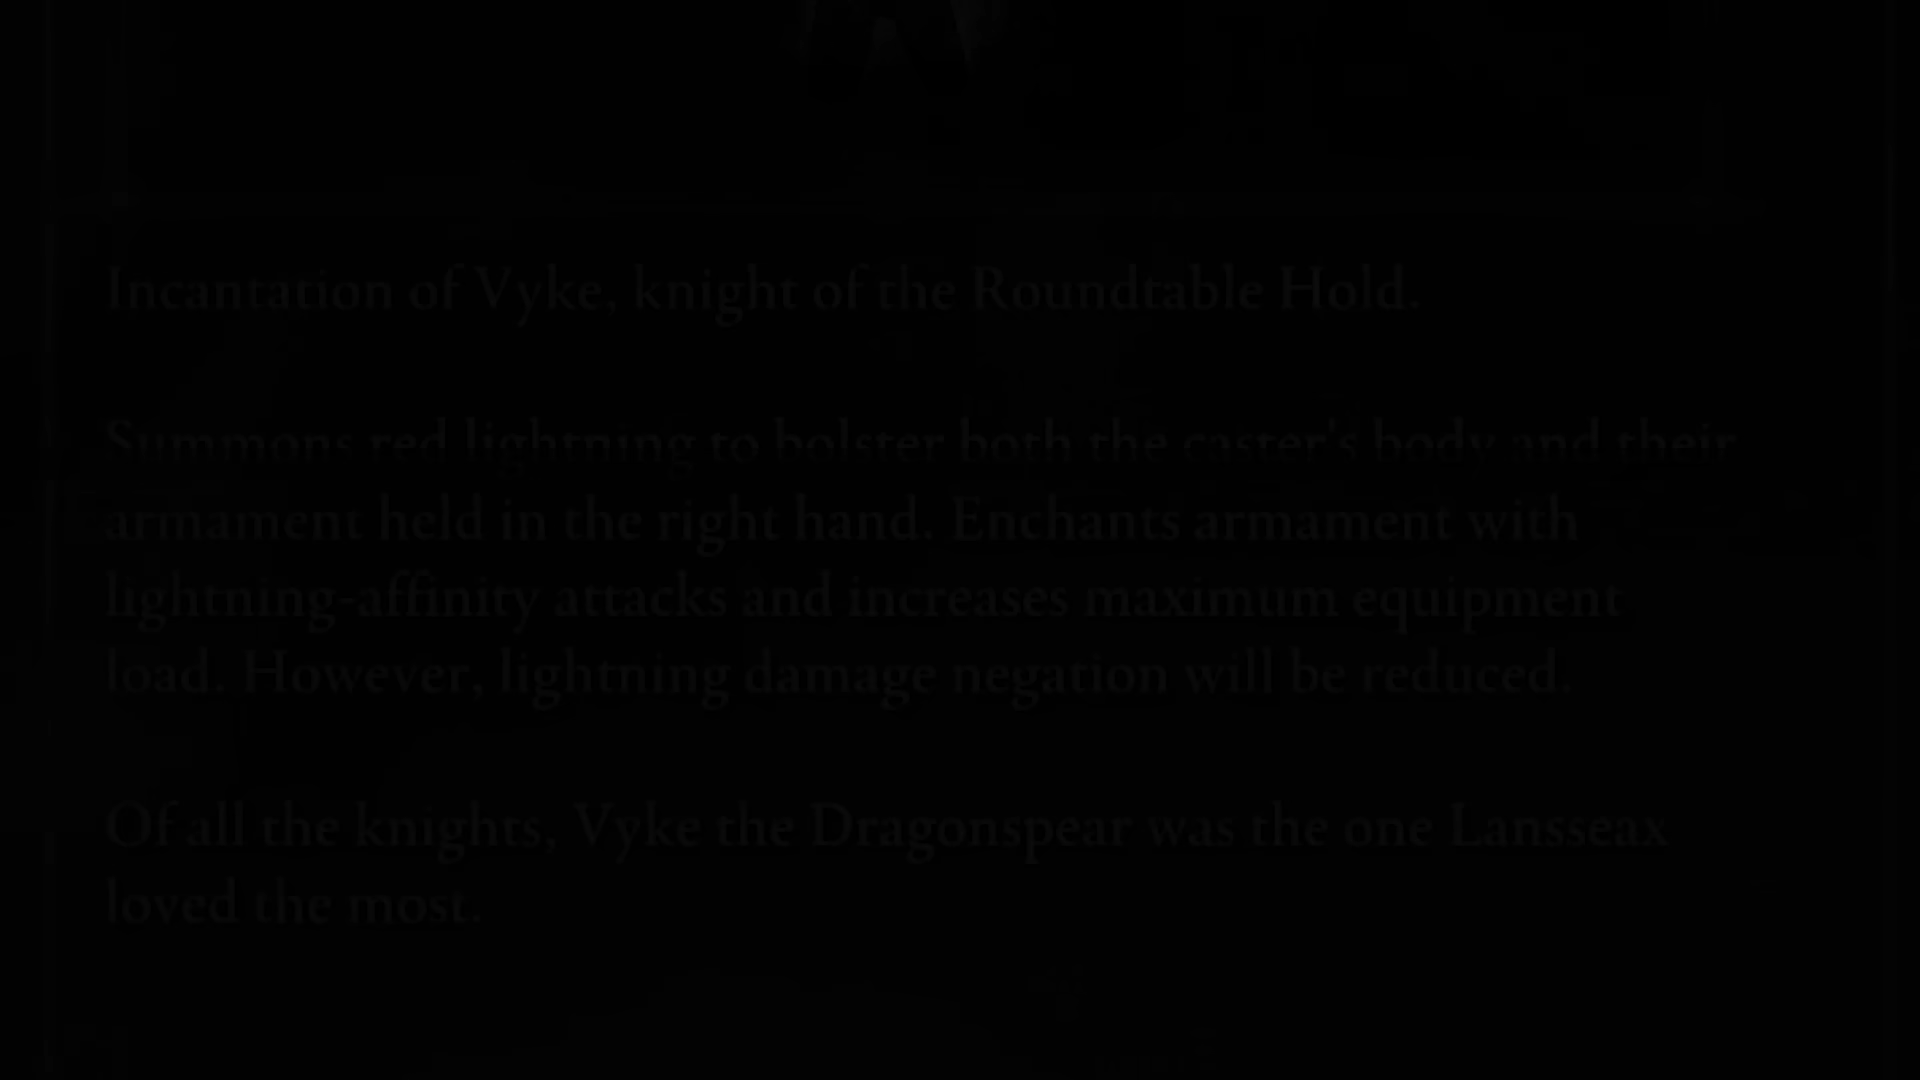 Incantation of Vyke, knight of the Roundtable Hold.
Summons red lightning to bolster both the caster's body and their
armament held in the right hand. Enchants armament with
lightning-affinity attacks and increases maximum equipment
load. However, lightning damage negation will be reduced.
Of all the knights, Vyke the Dragonspear was the one Lansseax
loved the most.